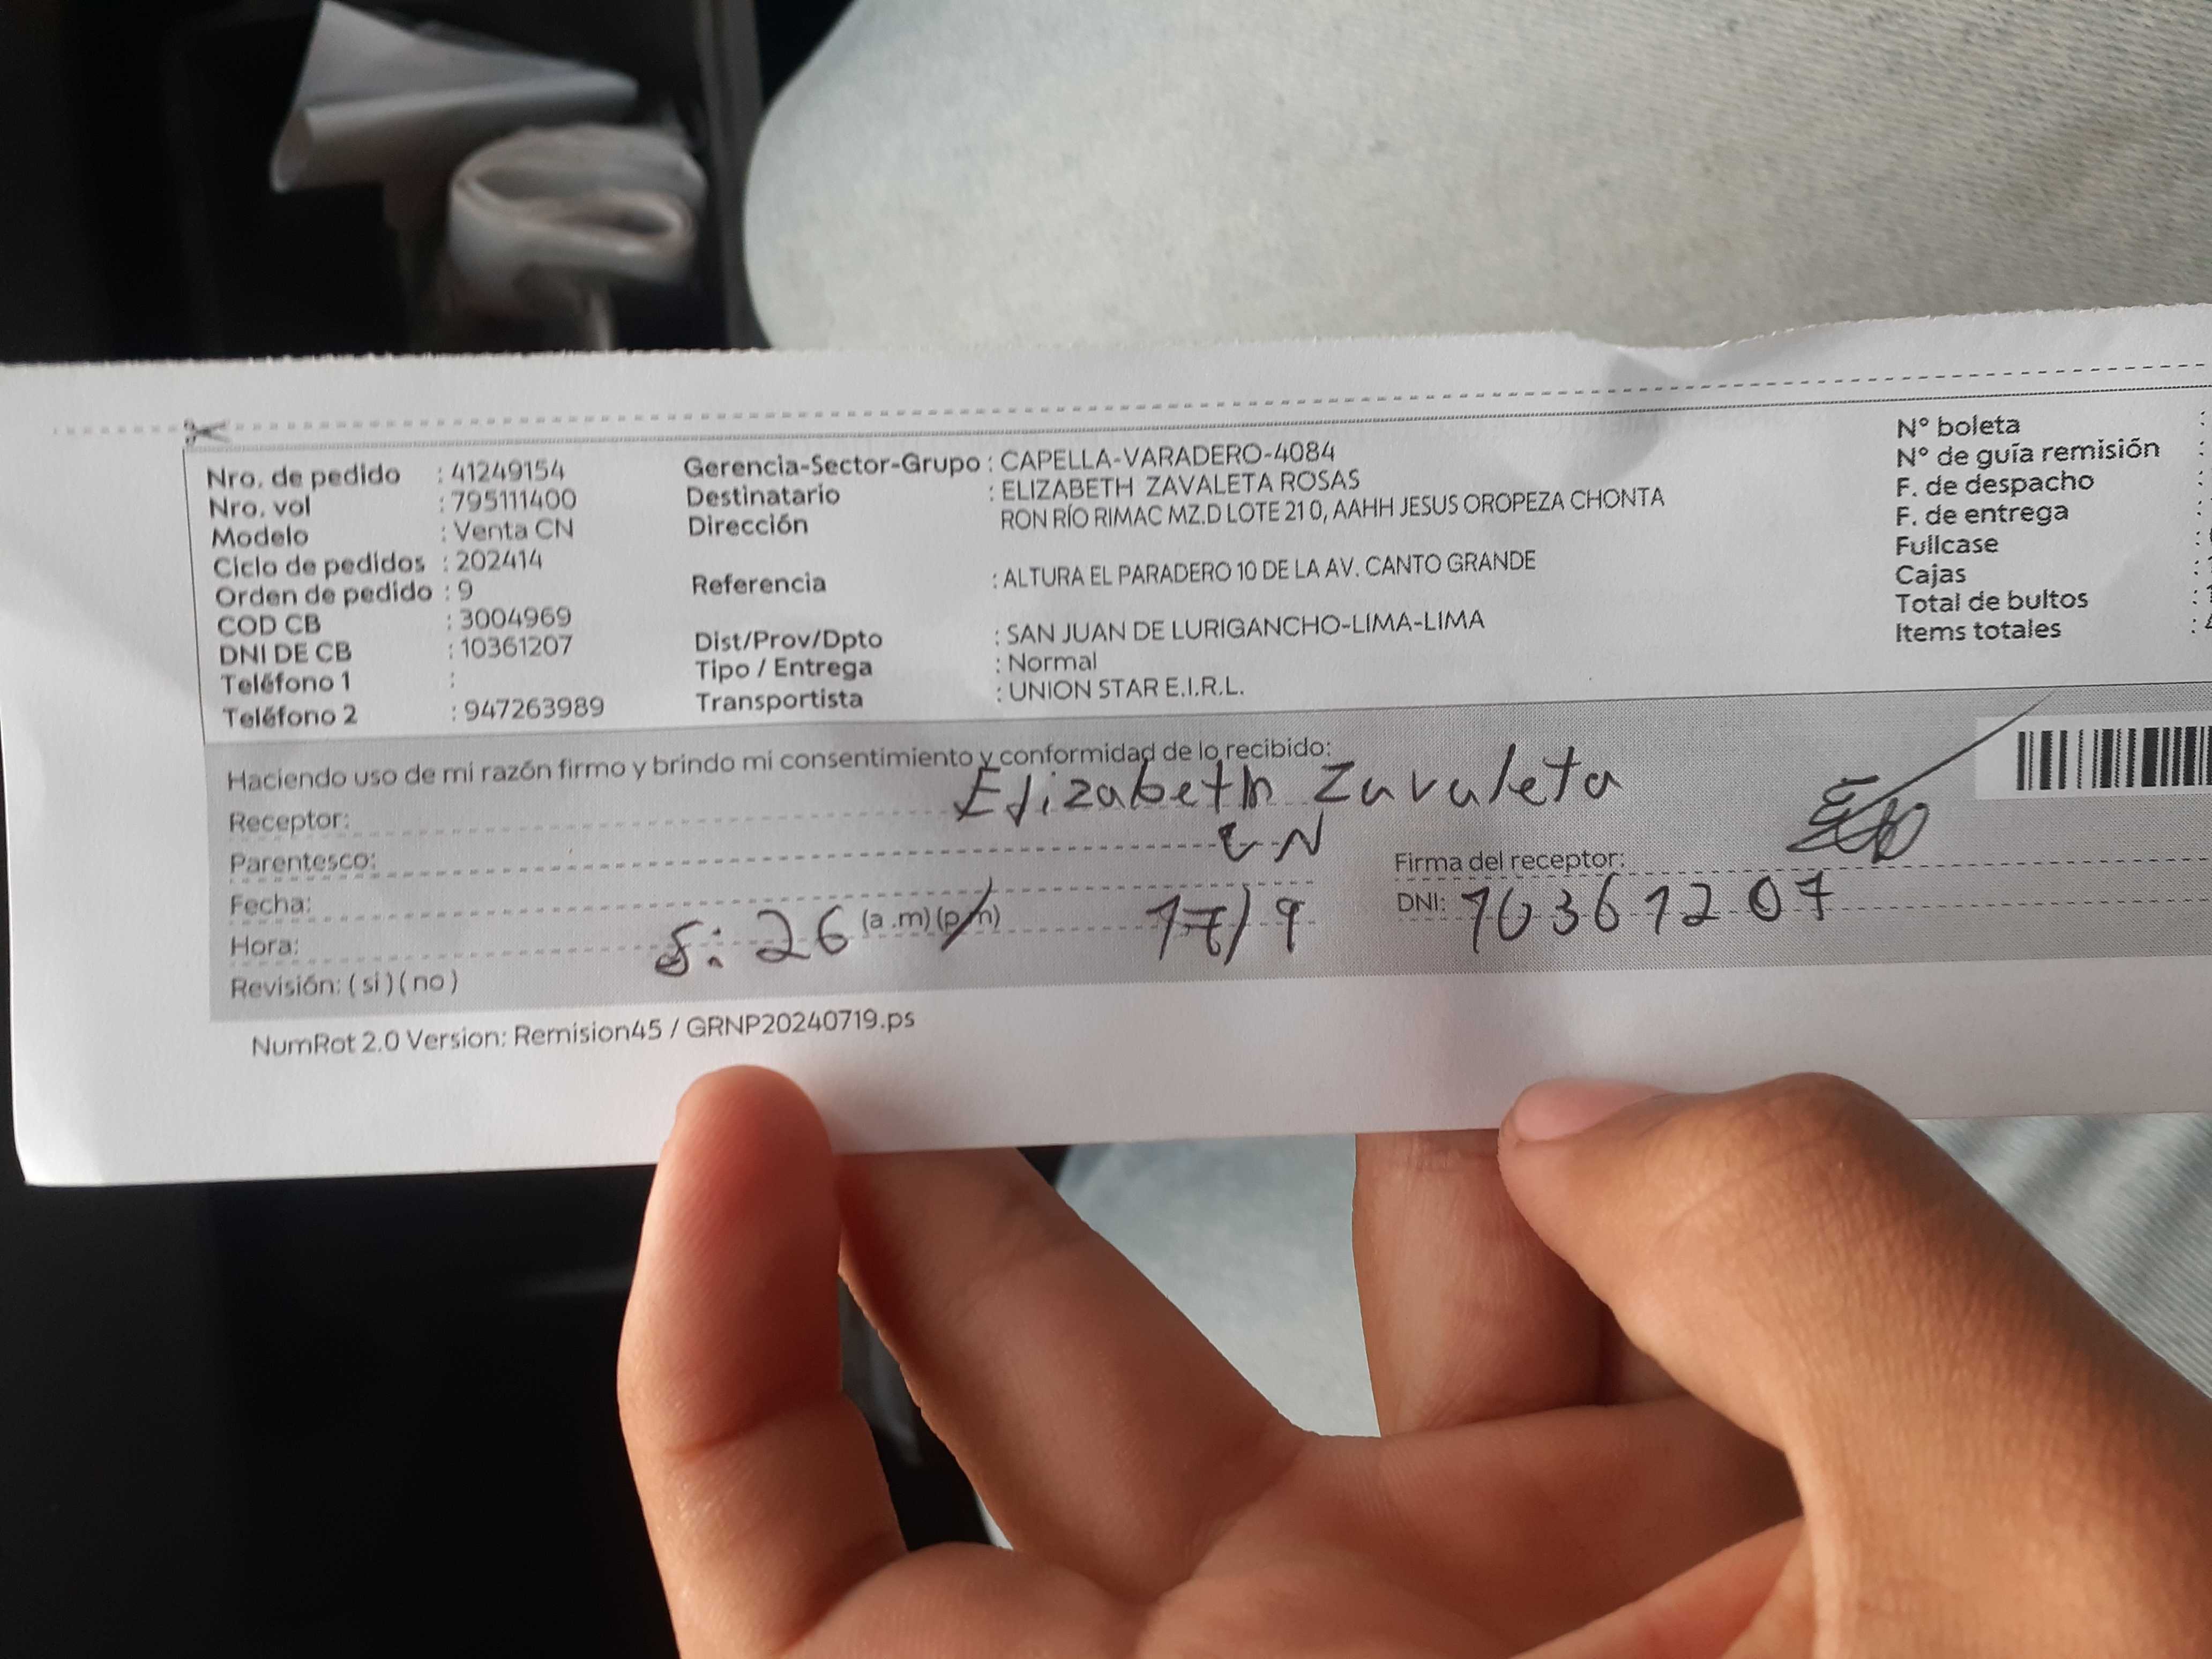 Nro. de pedido : 41249154
Nro. vol : 795111400
Modelo : Venta CN
Ciclo de pedidos : 202414
Orden de pedido : 9
COD CB : 3004969
DNI DE CB : 10361207
Teléfono 1 :
Teléfono 2 : 947263989
Gerencia-Sector-Grupo : CAPELLA-VARADERO-4084
Destinatario : ELIZABETH ZAVALETA ROSAS
Dirección RON RÍO RIMAC MZ.D LOTE 21 0, AAHH JESUS OROPEZA CHONTA
Referencia : ALTURA EL PARADERO 10 DE LA AV. CANTO GRANDE
Dist/Prov/Dpto : SAN JUAN DE LURIGANCHO-LIMA-LIMA
Tipo / Entrega : Normal
Transportista : UNION STAR E.I.R.L.
N° boleta :
N° de guía remisión :
F. de despacho :
F. de entrega :
Fullcase :
Cajas :
Total de bultos :
Items totales :
Haciendo uso de mi razón firmo y brindo mi consentimiento y conformidad de lo recibido:
Receptor: Elizabeth Zavaleta
Parentesco:
Firma del receptor:
Fecha: 17/9
DNI: 10361207
Hora: 5:26 (a.m)(p.m)
Revisión: ( si ) ( no )
NumRot 2.0 Version: Remision45 / GRNP20240719.ps